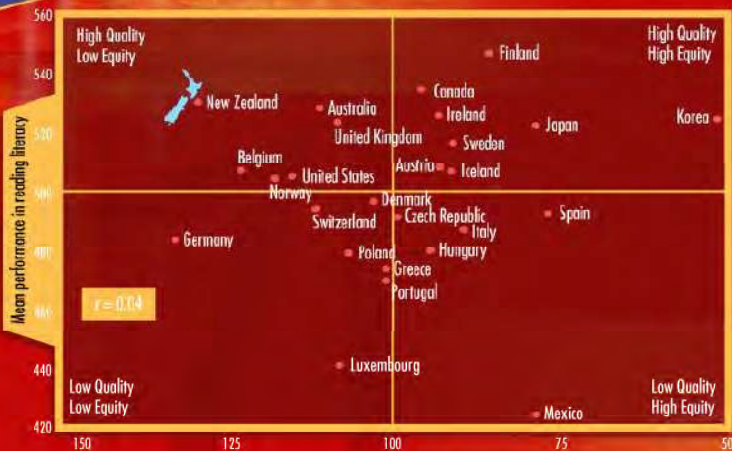 560
High Quality
Low Equity
High Quality
High Equity
Finland
540
Canada
New Zealand
Australia
Ireland
Korea
Japan
United Kingdom
520
Sweden
Belgium
Austria
Iceland
United States
Norway
500
Denmark
Czech Republic
Spain
Switzerland
Italy
Germany
480
Poland
Hungary
Greece
Portugal
r = 0.04
460
Luxembourg
440
Low Quality
Low Equity
Low Quality
High Equity
Mexico
420
150
125
100
75
50
Mean performance in reading literacy